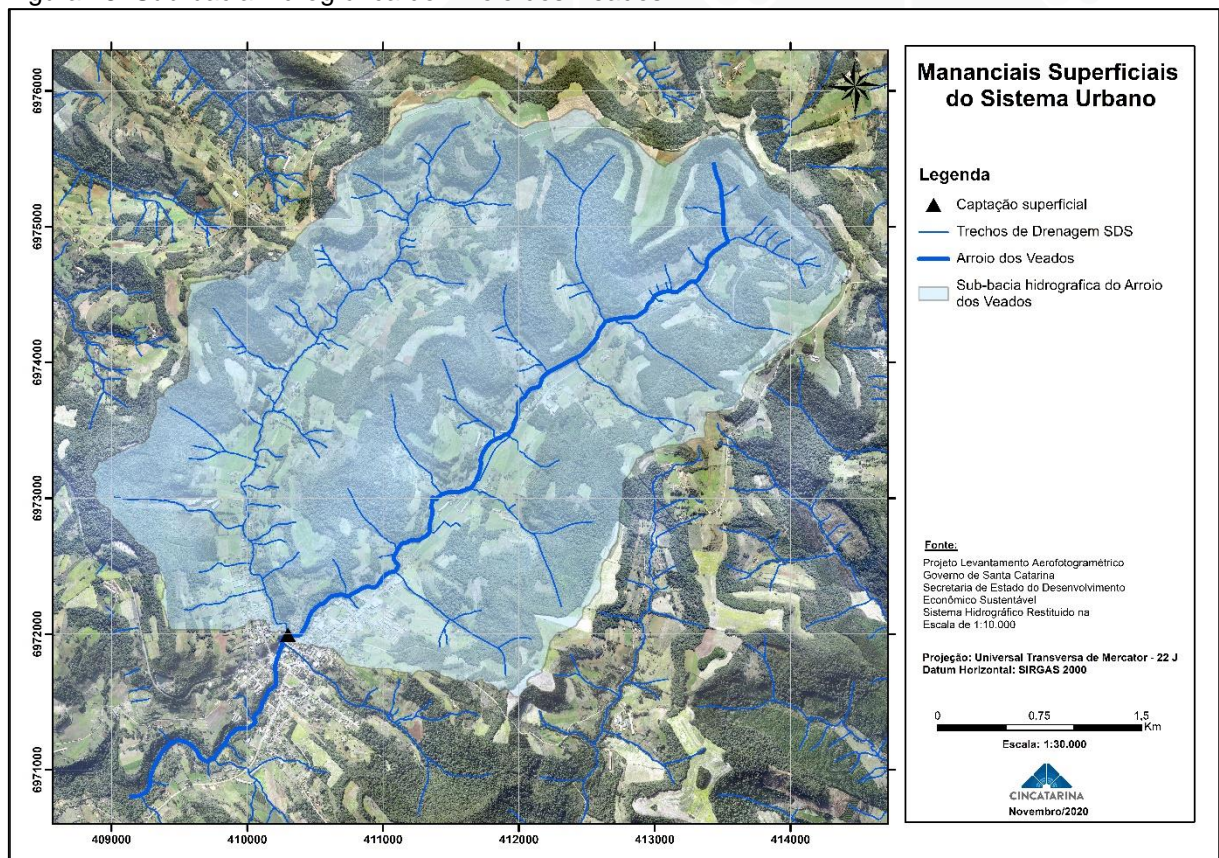 Mananciais Superficiais
do Sistema Urbano
Legenda
Captação superficial
Trechos de Drenagem SDS
Arroio dos Veados
Sub-bacia hidrografica do Arroio
dos Veados
Fonte:
Projeto Levantamento Aerofotogramétrico
Governo de Santa Catarina
Secretaria de Estado do Desenvolvimento
Econômico Sustentável
Sistema Hidrográfico Restituido na
Escala de 1:10.000
Projeção: Universal Transversa de Mercator - 22 J
Datum Horizontal: SIRGAS 2000
0 0.75 1,5
Km
Escala: 1:30.000
CINCATARINA
Novembro/2020
6976000
6975000
6974000
6973000
6972000
6971000
409000 410000 411000 412000 413000 414000